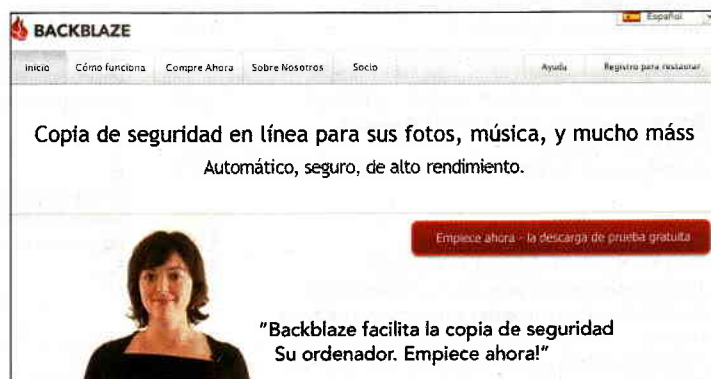 BACKBLAZE
Español
Inicio Cómo funciona Compre Ahora Sobre Nosotros Socio Ayuda Registro para restaurar
Copia de seguridad en línea para sus fotos, música, y mucho máss
Automático, seguro, de alto rendimiento.
Empiece ahora - la descarga de prueba gratuita
"Backblaze facilita la copia de seguridad
Su ordenador. Empiece ahora!"